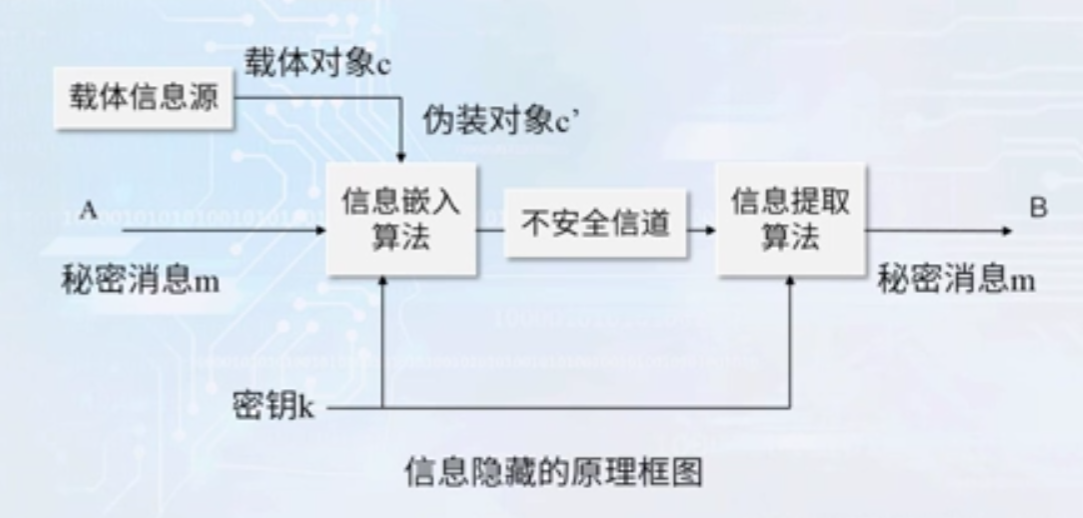 载体对象c
载体信息源
伪装对象c’
A
信息嵌入
算法
不安全信道
信息提取
算法
B
秘密消息m
秘密消息m
密钥k
信息隐藏的原理框图